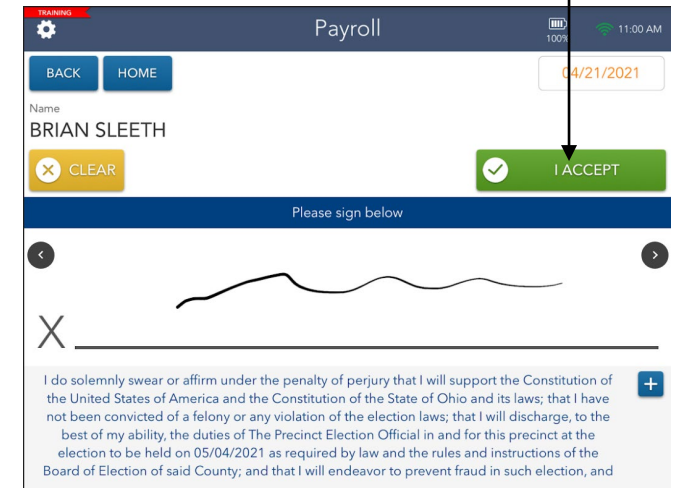 TRAINING
Payroll
100%
11:00 AM
BACK
HOME
04/21/2021
Name
BRIAN SLEETH
CLEAR
I ACCEPT
Please sign below
X
I do solemnly swear or affirm under the penalty of perjury that I will support the Constitution of
the United States of America and the Constitution of the State of Ohio and its laws; that I have
not been convicted of a felony or any violation of the election laws; that I will discharge, to the
best of my ability, the duties of The Precinct Election Official in and for this precinct at the
election to be held on 05/04/2021 as required by law and the rules and instructions of the
Board of Election of said County; and that I will endeavor to prevent fraud in such election, and